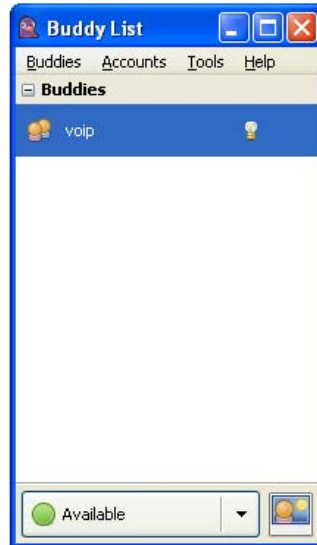 Buddy List
Buddies Accounts Tools Help
Buddies
voip
Available